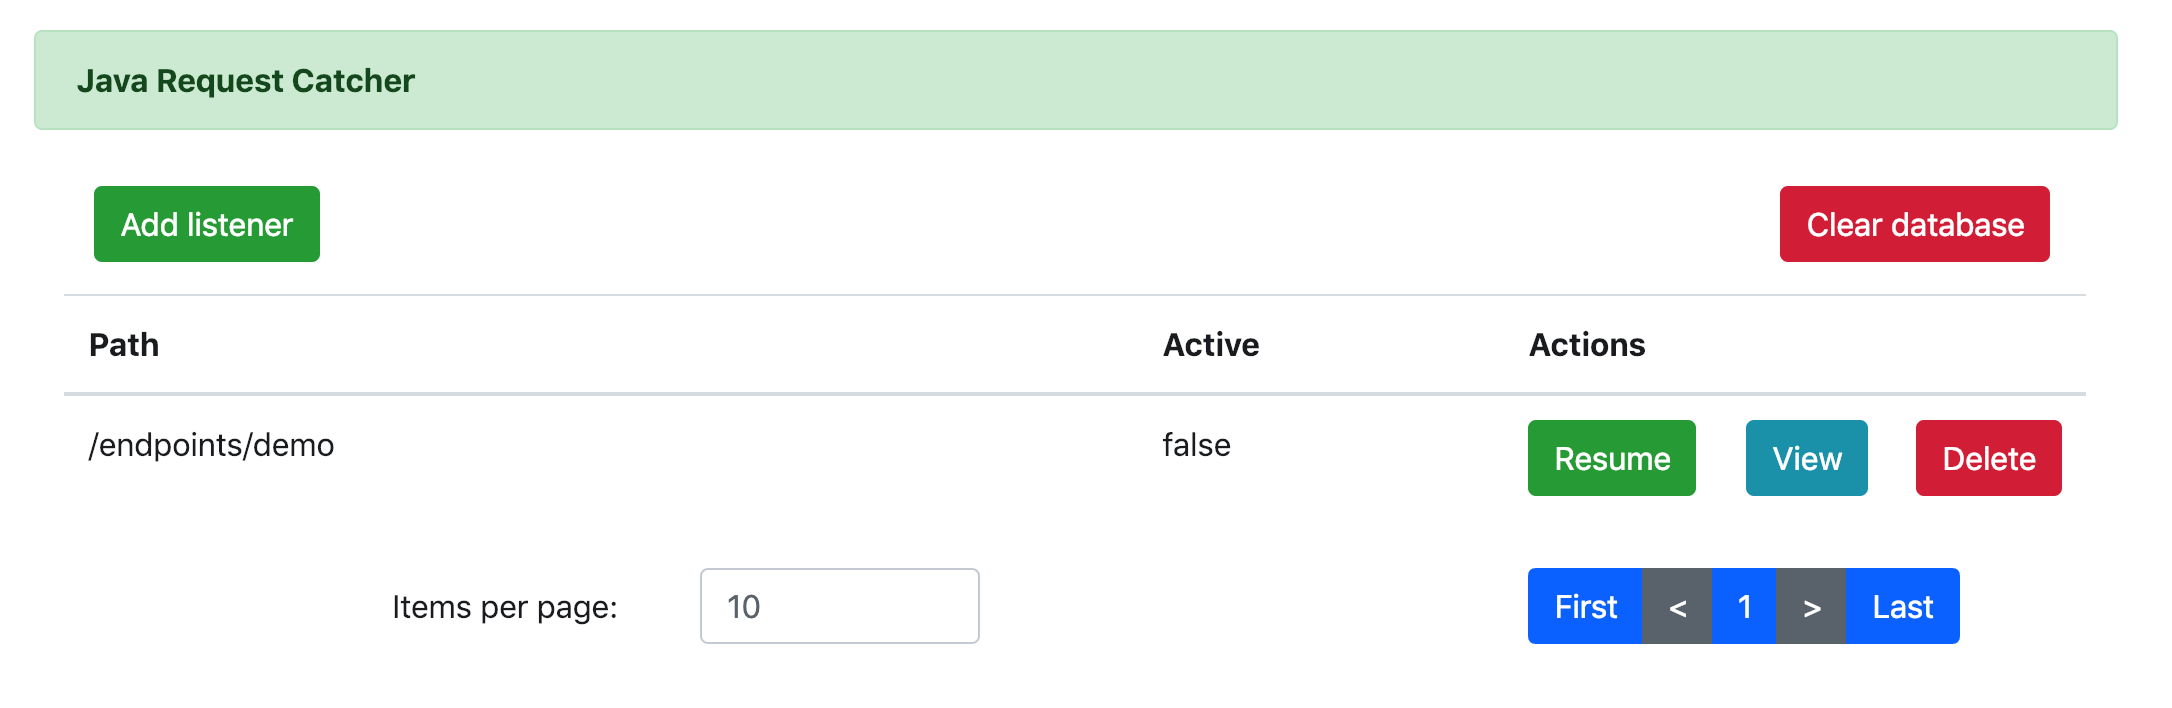 Java Request Catcher
Add listener Clear database
Path Active Actions
/endpoints/demo false Resume View Delete
Items per page: 10 First < 1 > Last